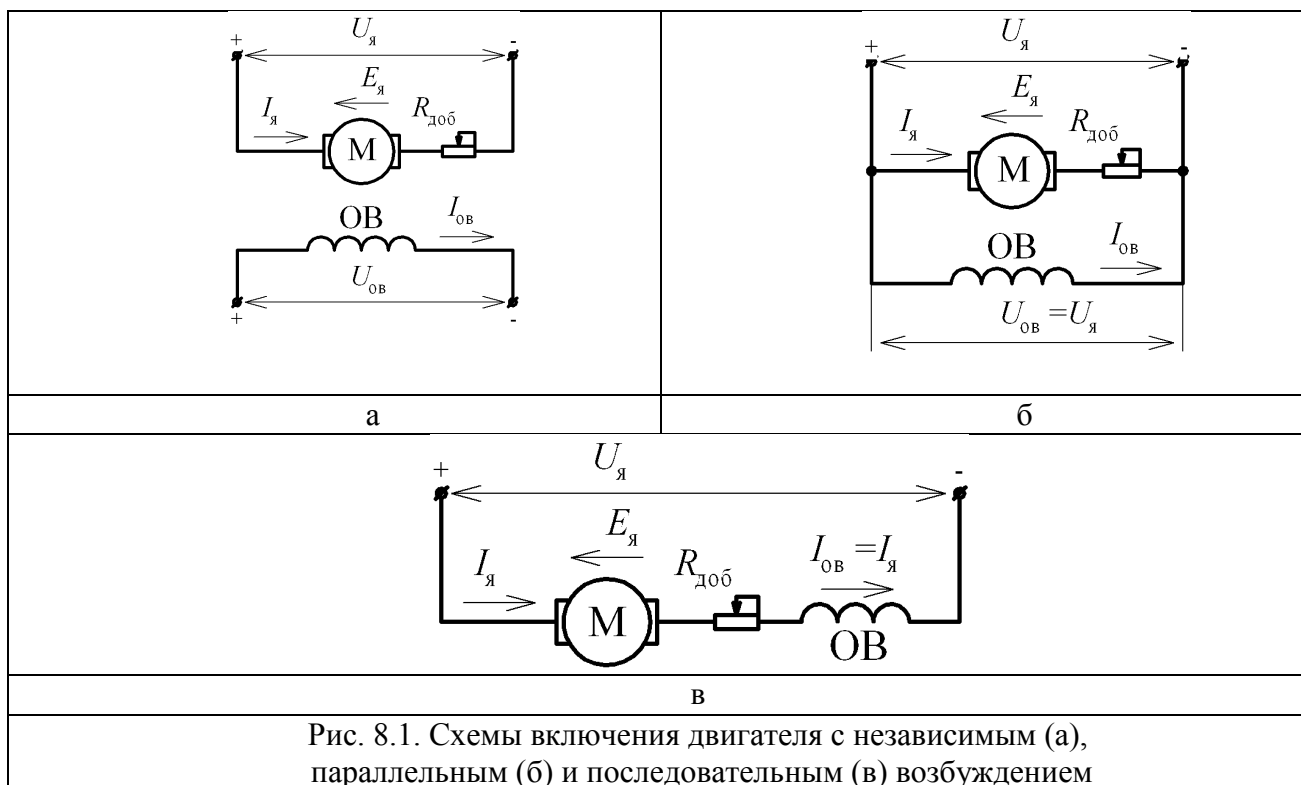 + U_я -
E_я
I_я R_доб
М
ОВ I_ов
U_ов
+ -
а
+ U_я -
E_я
I_я R_доб
М
ОВ I_ов
U_ов =U_я
б
+ U_я -
E_я I_ов =I_я
I_я R_доб
М ОВ
в
Рис. 8.1. Схемы включения двигателя с независимым (а),
параллельным (б) и последовательным (в) возбуждением